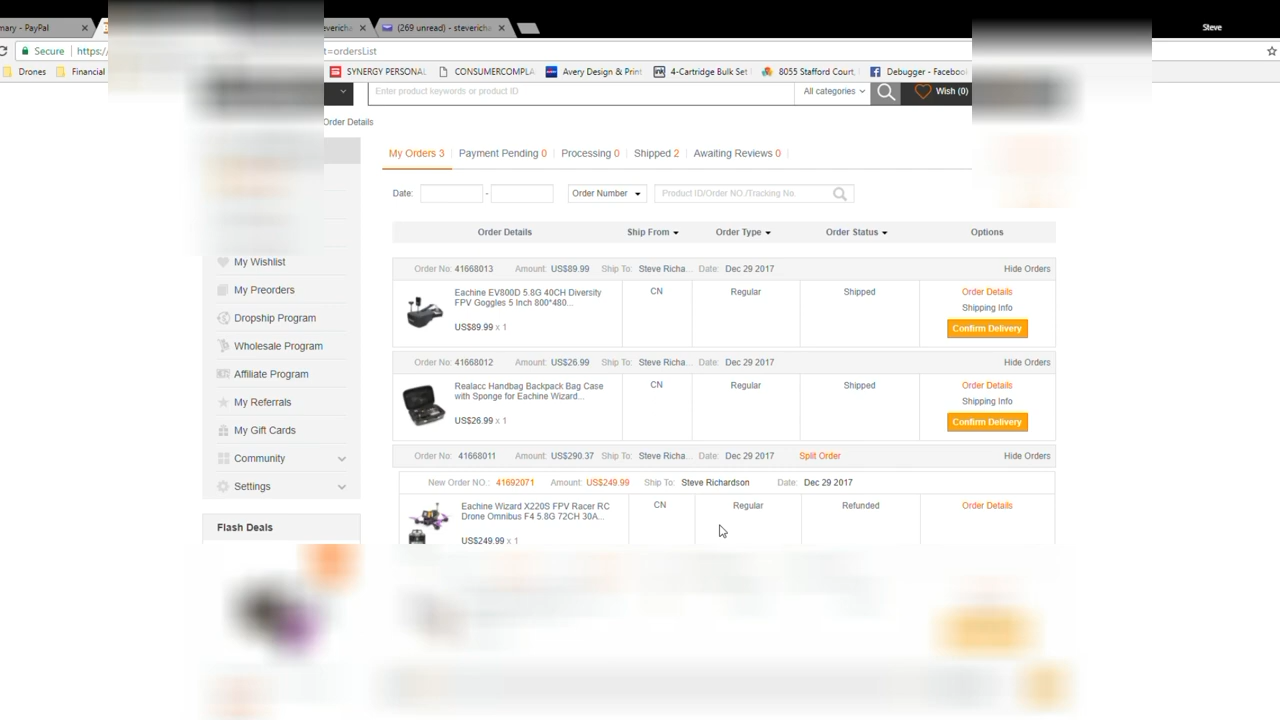 mary - PayPal
evericha
(269 unread) - stevericha
Steve
Secure
https://
t=ordersList
Drones
Financial
SYNERGY PERSONAL
CONSUMERCOMPLA
Avery Design & Print
4-Cartridge Bulk Set
8055 Stafford Court,
Debugger - Facebook
Enter product keywords or product ID
All categories
Wish (0)
Order Details
My Orders 3
Payment Pending 0
Processing 0
Shipped 2
Awaiting Reviews 0
Date:
-
Order Number
Product ID/Order NO./Tracking No.
Order Details
Ship From
Order Type
Order Status
Options
My Wishlist
My Preorders
Dropship Program
Wholesale Program
Affiliate Program
My Referrals
My Gift Cards
Community
Settings
Flash Deals
Order No: 41668013 Amount: US$89.99 Ship To: Steve Richa... Date: Dec 29 2017 Hide Orders
Eachine EV800D 5.8G 40CH Diversity
FPV Goggles 5 Inch 800*480...
US$89.99 x 1
CN
Regular
Shipped
Order Details
Shipping Info
Confirm Delivery
Order No: 41668012 Amount: US$26.99 Ship To: Steve Richa... Date: Dec 29 2017 Hide Orders
Realacc Handbag Backpack Bag Case
with Sponge for Eachine Wizard...
US$26.99 x 1
CN
Regular
Shipped
Order Details
Shipping Info
Confirm Delivery
Order No: 41668011 Amount: US$290.37 Ship To: Steve Richa... Date: Dec 29 2017 Split Order Hide Orders
New Order NO.: 41692071 Amount: US$249.99 Ship To: Steve Richardson Date: Dec 29 2017
Eachine Wizard X220S FPV Racer RC
Drone Omnibus F4 5.8G 72CH 30A...
US$249.99 x 1
CN
Regular
Refunded
Order Details